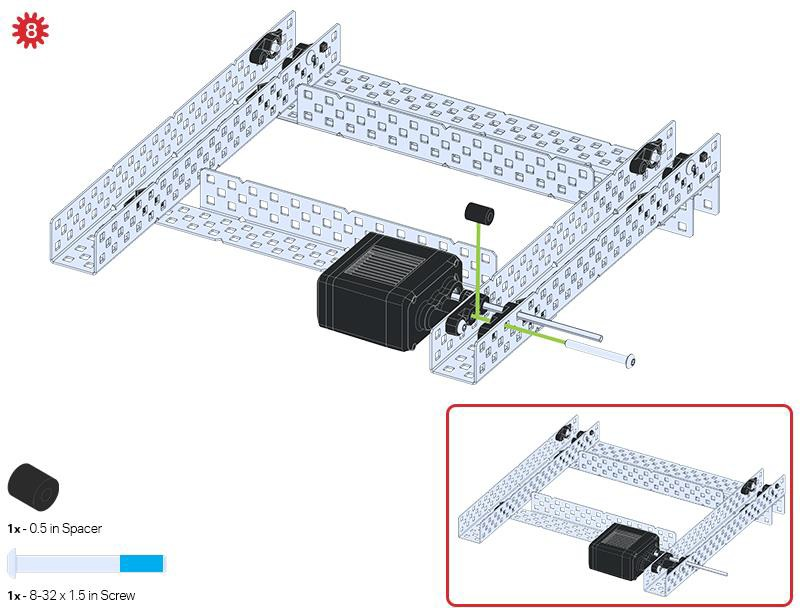 8
1x - 0.5 in Spacer
1x - 8-32 x 1.5 in Screw